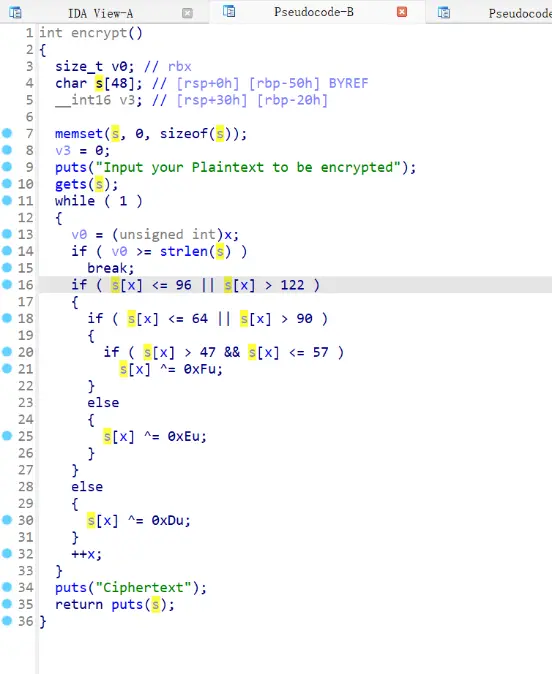 IDA View-A Pseudocode-B Pseudocode
1 int encrypt()
2 {
3 size_t v0; // rbx
4 char s[48]; // [rsp+0h] [rbp-50h] BYREF
5 __int16 v3; // [rsp+30h] [rbp-20h]
6
7 memset(s, 0, sizeof(s));
8 v3 = 0;
9 puts("Input your Plaintext to be encrypted");
10 gets(s);
11 while ( 1 )
12 {
13 v0 = (unsigned int)x;
14 if ( v0 >= strlen(s) )
15 break;
16 if ( s[x] <= 96 || s[x] > 122 )
17 {
18 if ( s[x] <= 64 || s[x] > 90 )
19 {
20 if ( s[x] > 47 && s[x] <= 57 )
21 s[x] ^= 0xFu;
22 }
23 else
24 {
25 s[x] ^= 0xEu;
26 }
27 }
28 else
29 {
30 s[x] ^= 0xDu;
31 }
32 ++x;
33 }
34 puts("Ciphertext");
35 return puts(s);
36 }